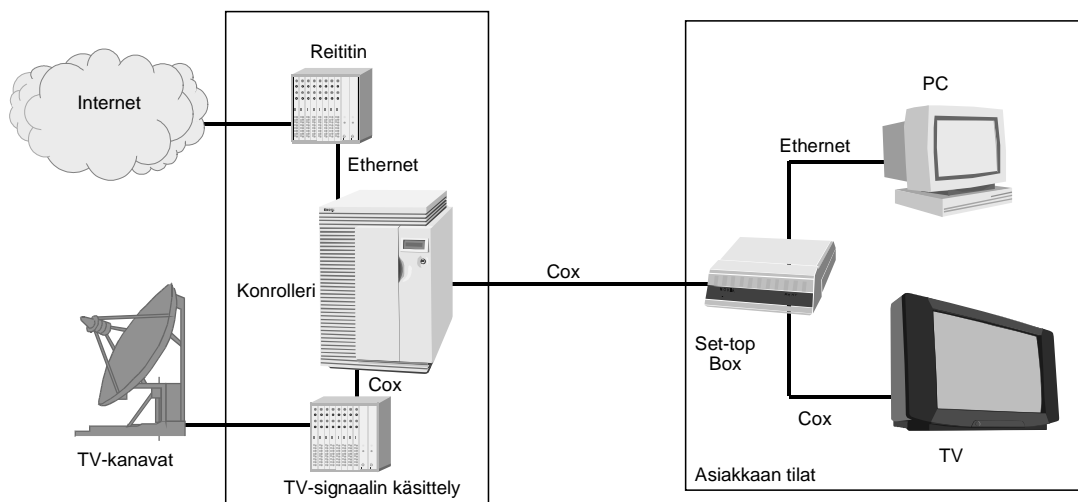 Reititin
Internet
Ethernet
Konrolleri
Cox
TV-kanavat
TV-signaalin käsittely
Cox
PC
Ethernet
Set-top
Box
Cox
TV
Asiakkaan tilat